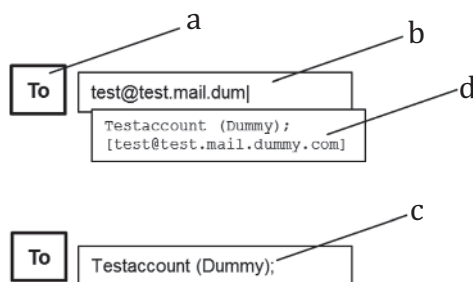 a
b
To
test@test.mail.dum|
d
Testaccount (Dummy);
[test@test.mail.dummy.com]
c
To
Testaccount (Dummy);